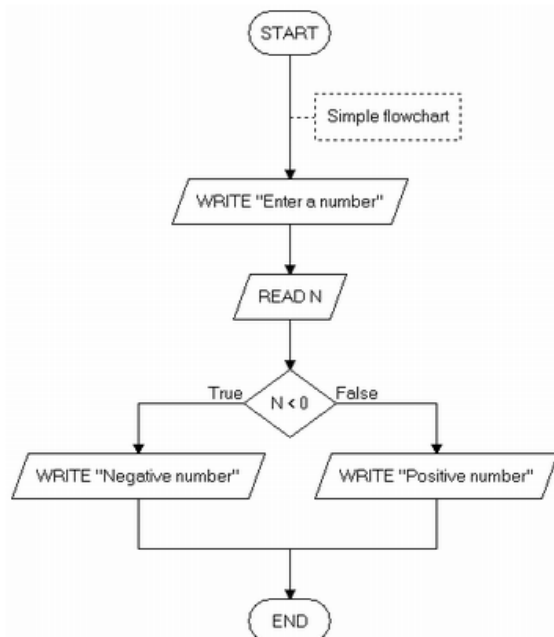 START
Simple flowchart
WRITE "Enter a number"
READ N
True
N < 0
False
WRITE "Negative number"
WRITE "Positive number"
END